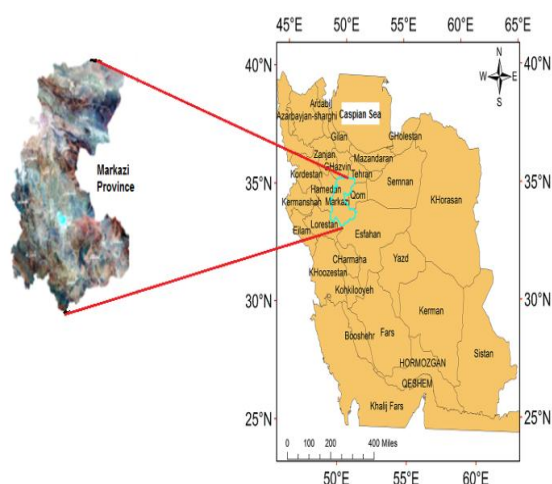 45°E 50°E 55°E 60°E 65°E
40°N
40°N
N
W E
S
Ardabil
Azarbayjan-sharghi
Caspian Sea
Gilan
GHolestan
Zanjan
Mazandaran
GHazvin
Kordestan
Tehran
Semnan
KHorasan
35°N
35°N
Hamedan
Qom
Kermanshah
Markazi
Lorestan
Eilam
Esfahan
CHarmaha
Yazd
KHoozestan
Kohkilooyeh
30°N
30°N
Kerman
Booshehr
Fars
Sistan
HORMOZGAN
QESHEM
Khalij Fars
25°N
25°N
0 100 200 400 Miles
50°E 55°E 60°E
Markazi
Province